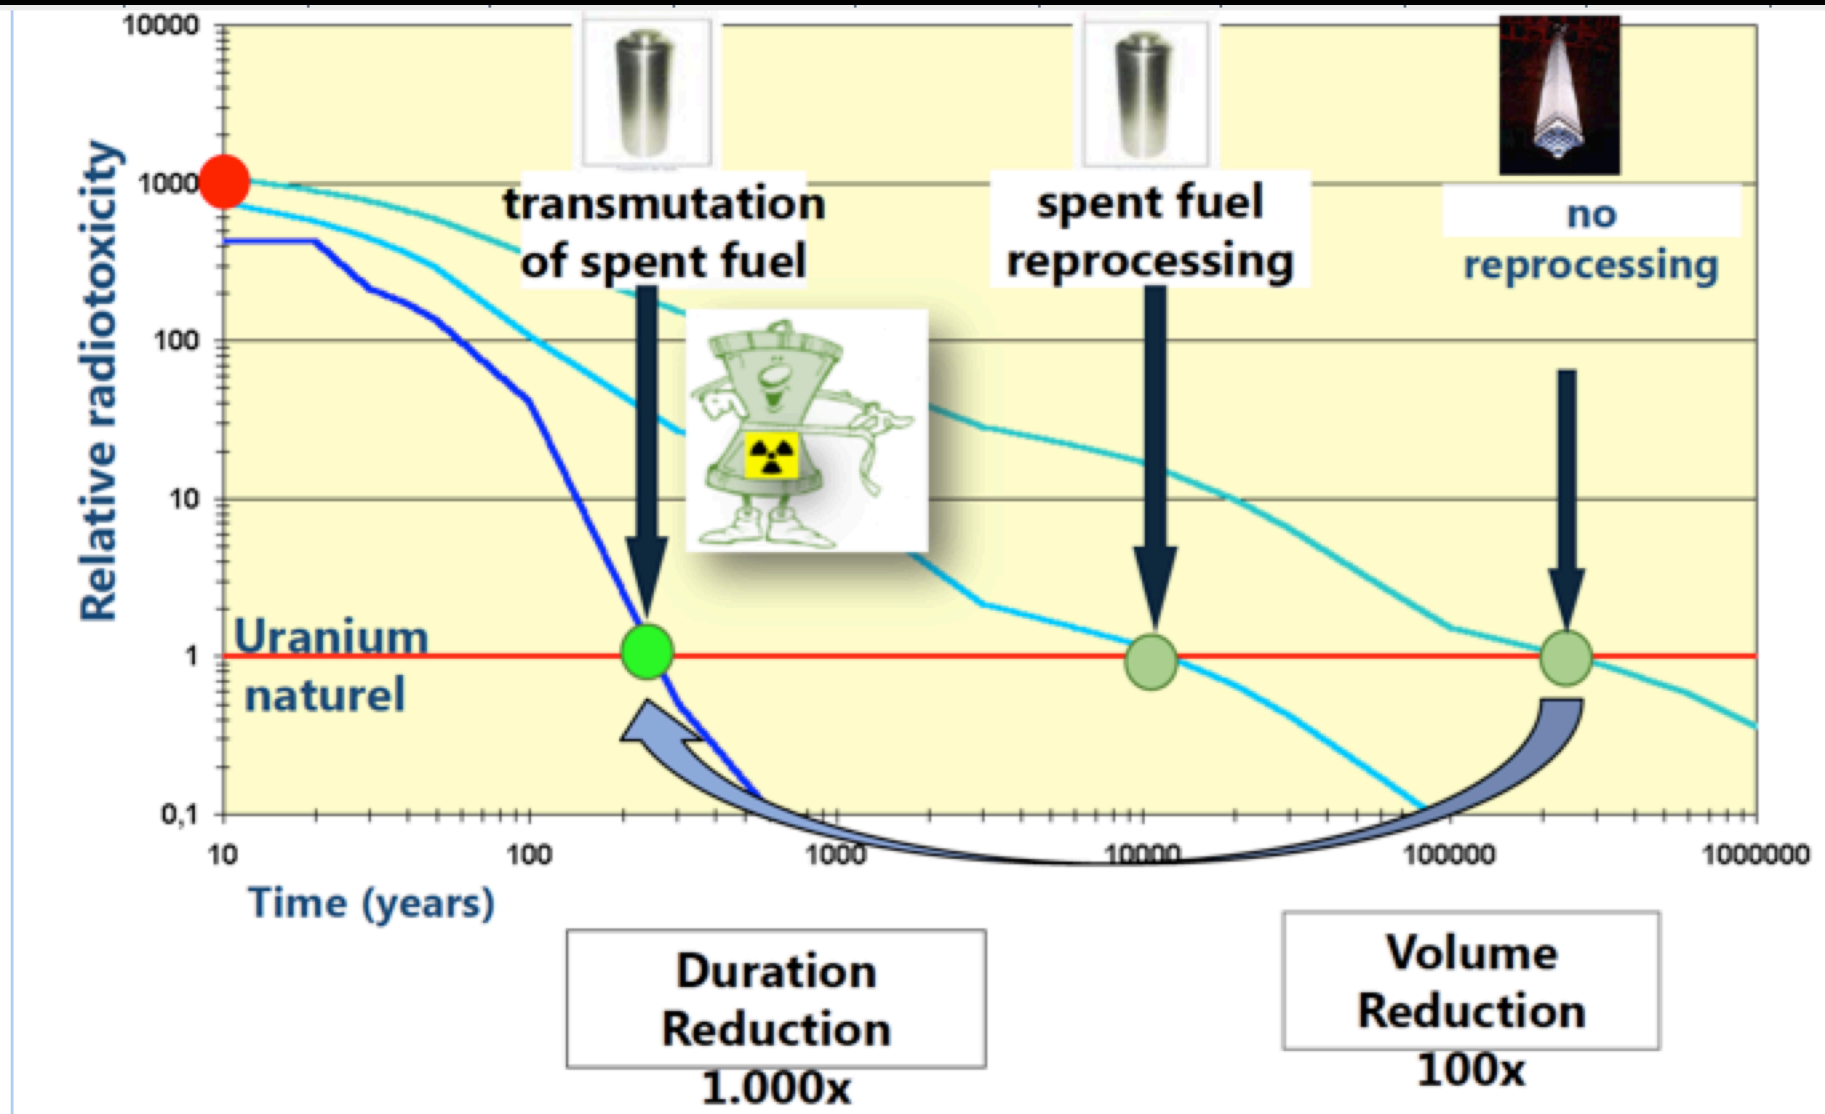 10000
1000
100
10
1
0,1
Relative radiotoxicity
transmutation
of spent fuel
spent fuel
reprocessing
no
reprocessing
Uranium
naturel
10
100
1000
10000
100000
1000000
Time (years)
Duration
Reduction
1.000x
Volume
Reduction
100x